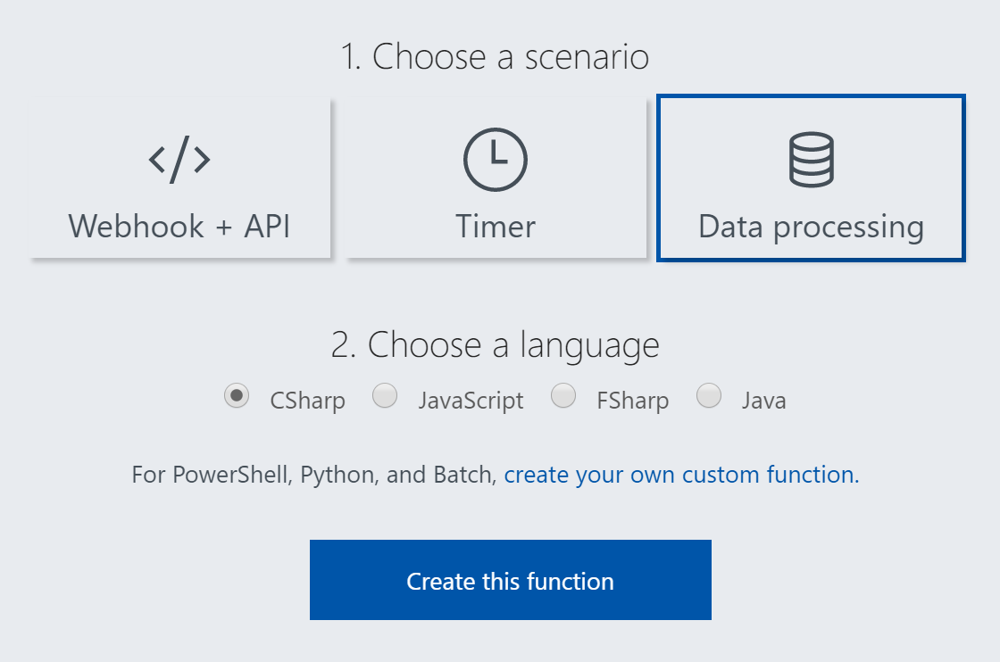 1. Choose a scenario
Webhook + API
Timer
Data processing
2. Choose a language
CSharp JavaScript FSharp Java
For PowerShell, Python, and Batch, create your own custom function.
Create this function